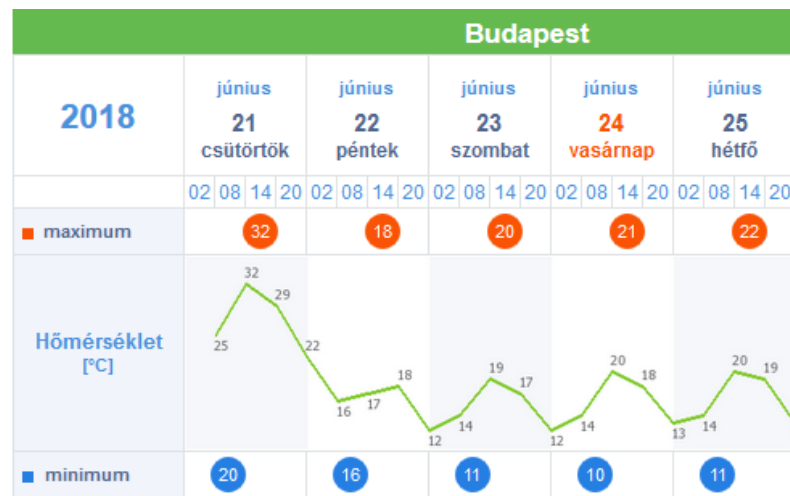 Budapest
2018
június
21
csütörtök
június
22
péntek
június
23
szombat
június
24
vasárnap
június
25
hétfő
02 08 14 20 02 08 14 20 02 08 14 20 02 08 14 20 02 08 14 20
maximum 32 18 20 21 22
Hőmérséklet
[°C]
25 32 29 22 16 17 18 12 14 19 17 12 14 20 18 13 14 20 19
minimum 20 16 11 10 11